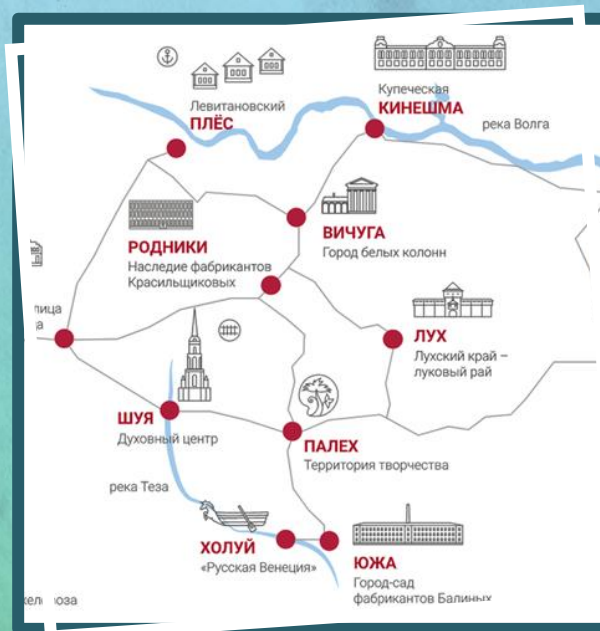 Левитановский
ПЛЁС
Купеческая
КИНЕШМА
река Волга
ВИЧУГА
Город белых колонн
РОДНИКИ
Наследие фабрикантов
Красильщиковых
ЛУХ
Лухский край –
луковый рай
ШУЯ
Духовный центр
ПАЛЕХ
Территория творчества
река Теза
ХОЛУЙ
«Русская Венеция»
ЮЖА
Город-сад
фабрикантов Балиных